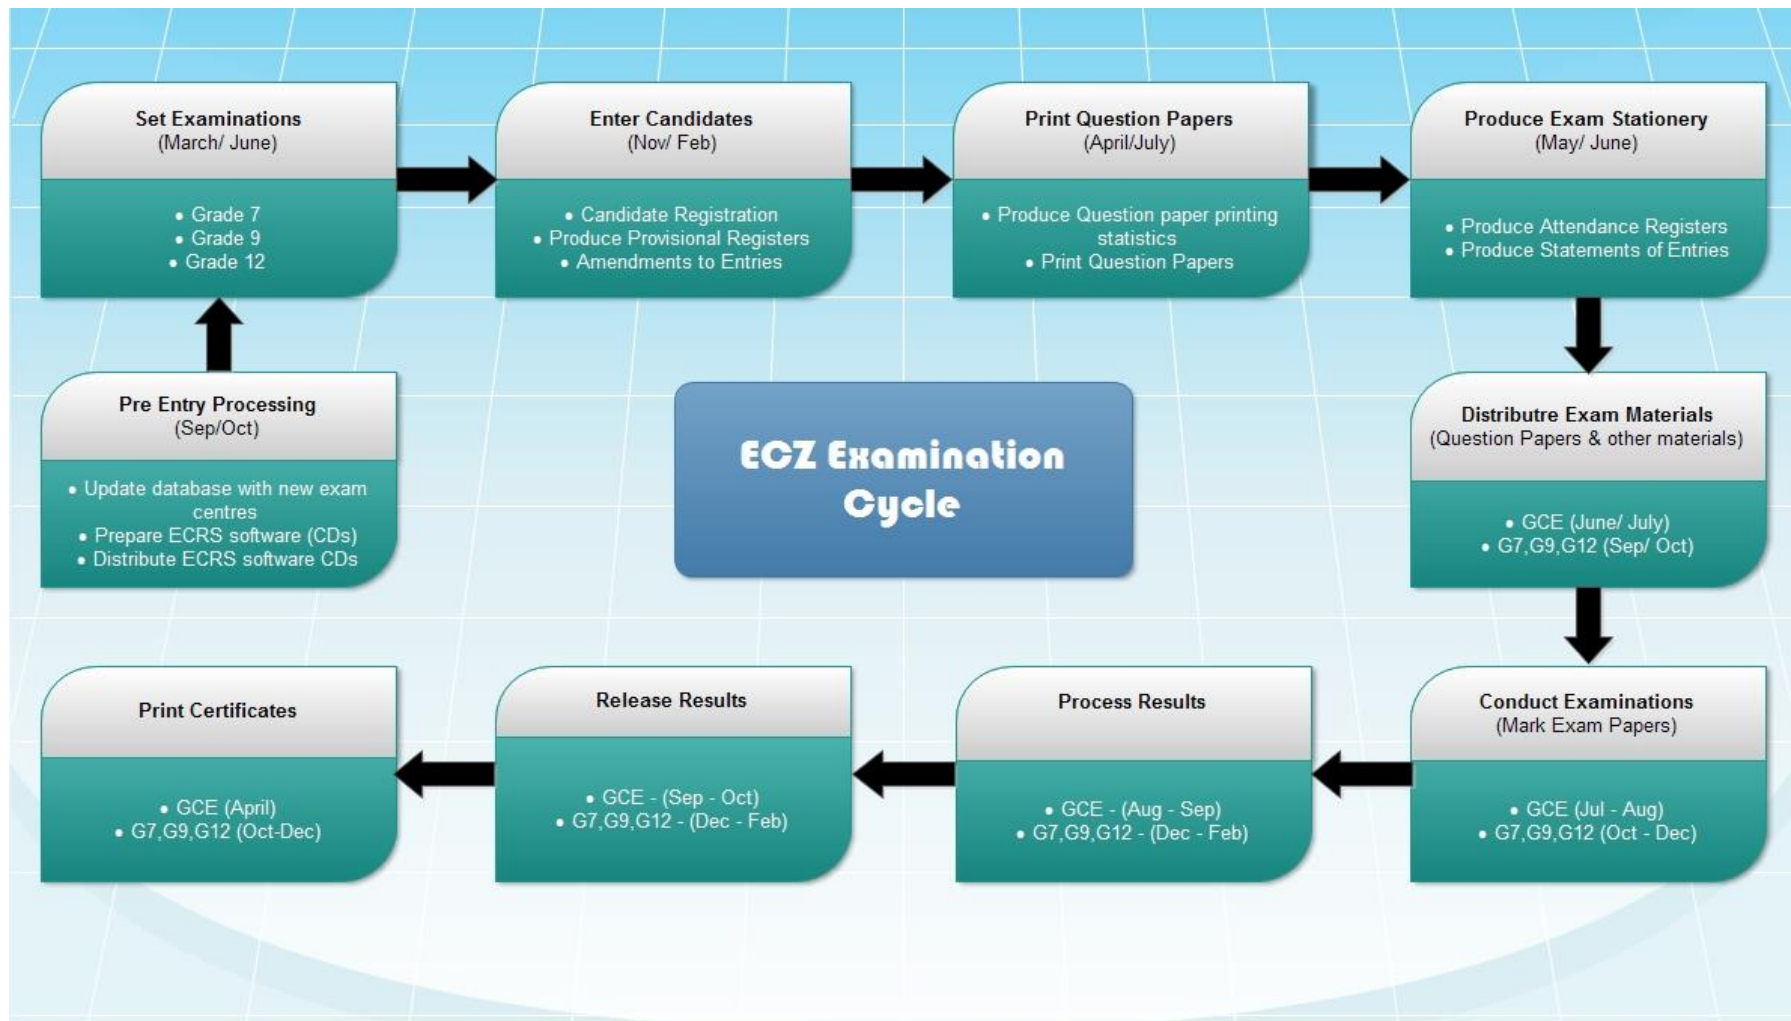 Set Examinations
(March/ June)
• Grade 7
• Grade 9
• Grade 12
Enter Candidates
(Nov/ Feb)
• Candidate Registration
• Produce Provisional Registers
• Amendments to Entries
Print Question Papers
(April/July)
• Produce Question paper printing
statistics
• Print Question Papers
Produce Exam Stationery
(May/ June)
• Produce Attendance Registers
• Produce Statements of Entries
Pre Entry Processing
(Sep/Oct)
• Update database with new exam
centres
• Prepare ECRS software (CDs)
• Distribute ECRS software CDs
ECZ Examination
Cycle
Distributre Exam Materials
(Question Papers & other materials)
• GCE (June/ July)
• G7,G9,G12 (Sep/ Oct)
Print Certificates
• GCE (April)
• G7,G9,G12 (Oct-Dec)
Release Results
• GCE - (Sep - Oct)
• G7,G9,G12 - (Dec - Feb)
Process Results
• GCE - (Aug - Sep)
• G7,G9,G12 - (Dec - Feb)
Conduct Examinations
(Mark Exam Papers)
• GCE (Jul - Aug)
• G7,G9,G12 (Oct - Dec)